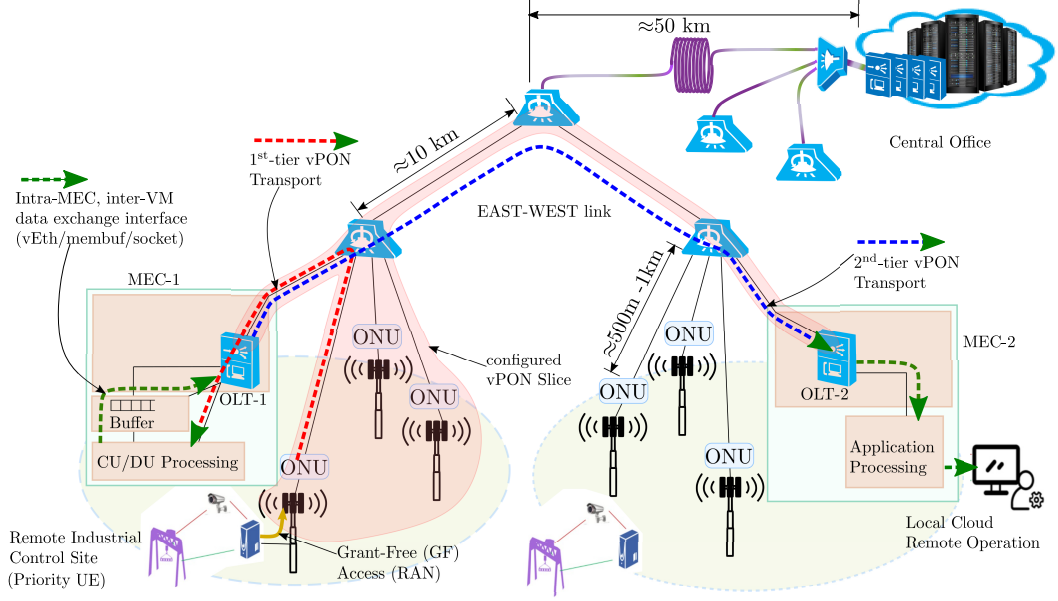 ≈50 km
Central Office
≈10 km
1st-tier vPON
Transport
Intra-MEC, inter-VM
data exchange interface
(vEth/membuf/socket)
EAST-WEST link
2nd-tier vPON
Transport
MEC-1
≈500m -1km
MEC-2
ONU
ONU
configured
vPON Slice
ONU
ONU
OLT-1
OLT-2
Buffer
CU/DU Processing
ONU
ONU
Application
Processing
Remote Industrial
Control Site
(Priority UE)
Grant-Free (GF)
Access (RAN)
Local Cloud
Remote Operation